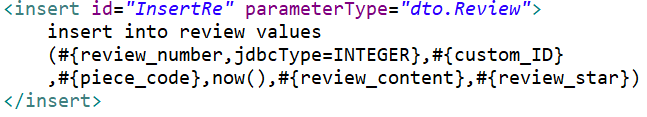 <insert id="InsertRe" parameterType="dto.Review">
insert into review values
(#{review_number,jdbcType=INTEGER},#{custom_ID}
,#{piece_code},now(),#{review_content},#{review_star})
</insert>